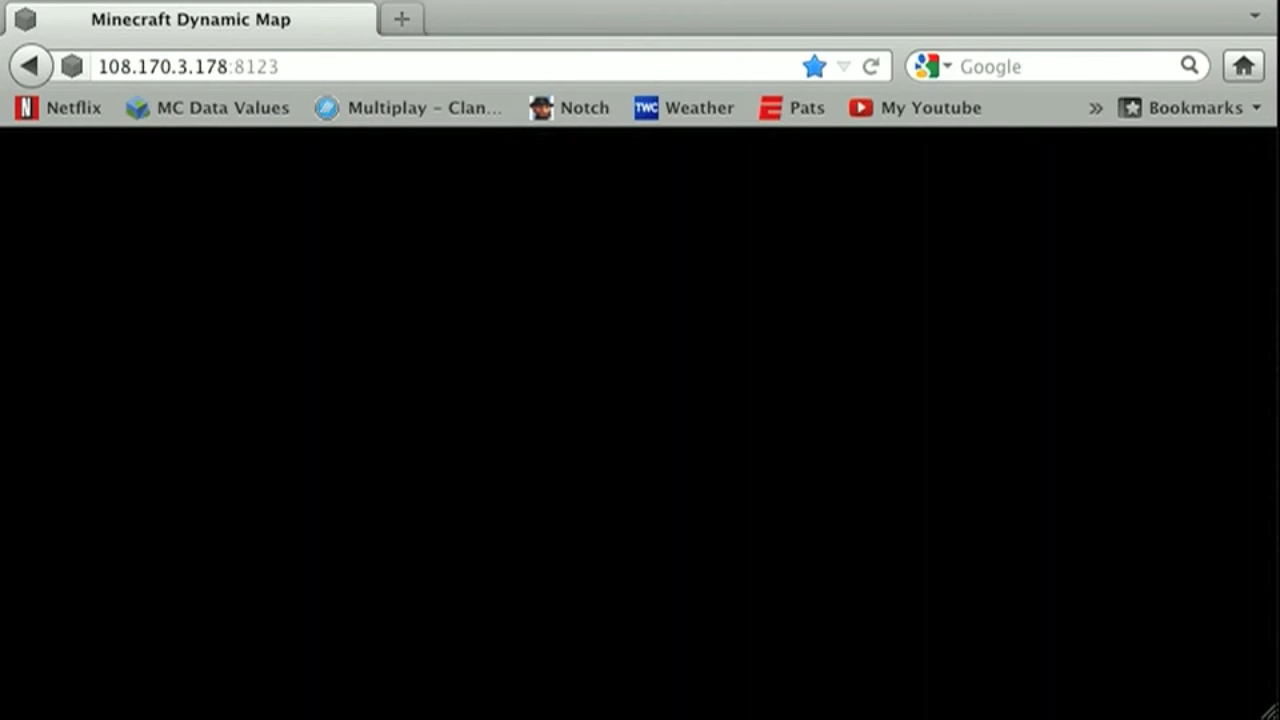 Minecraft Dynamic Map
108.170.3.178:8123
Google
Netflix MC Data Values Multiplay – Clan... Notch TWC Weather Pats My Youtube » Bookmarks